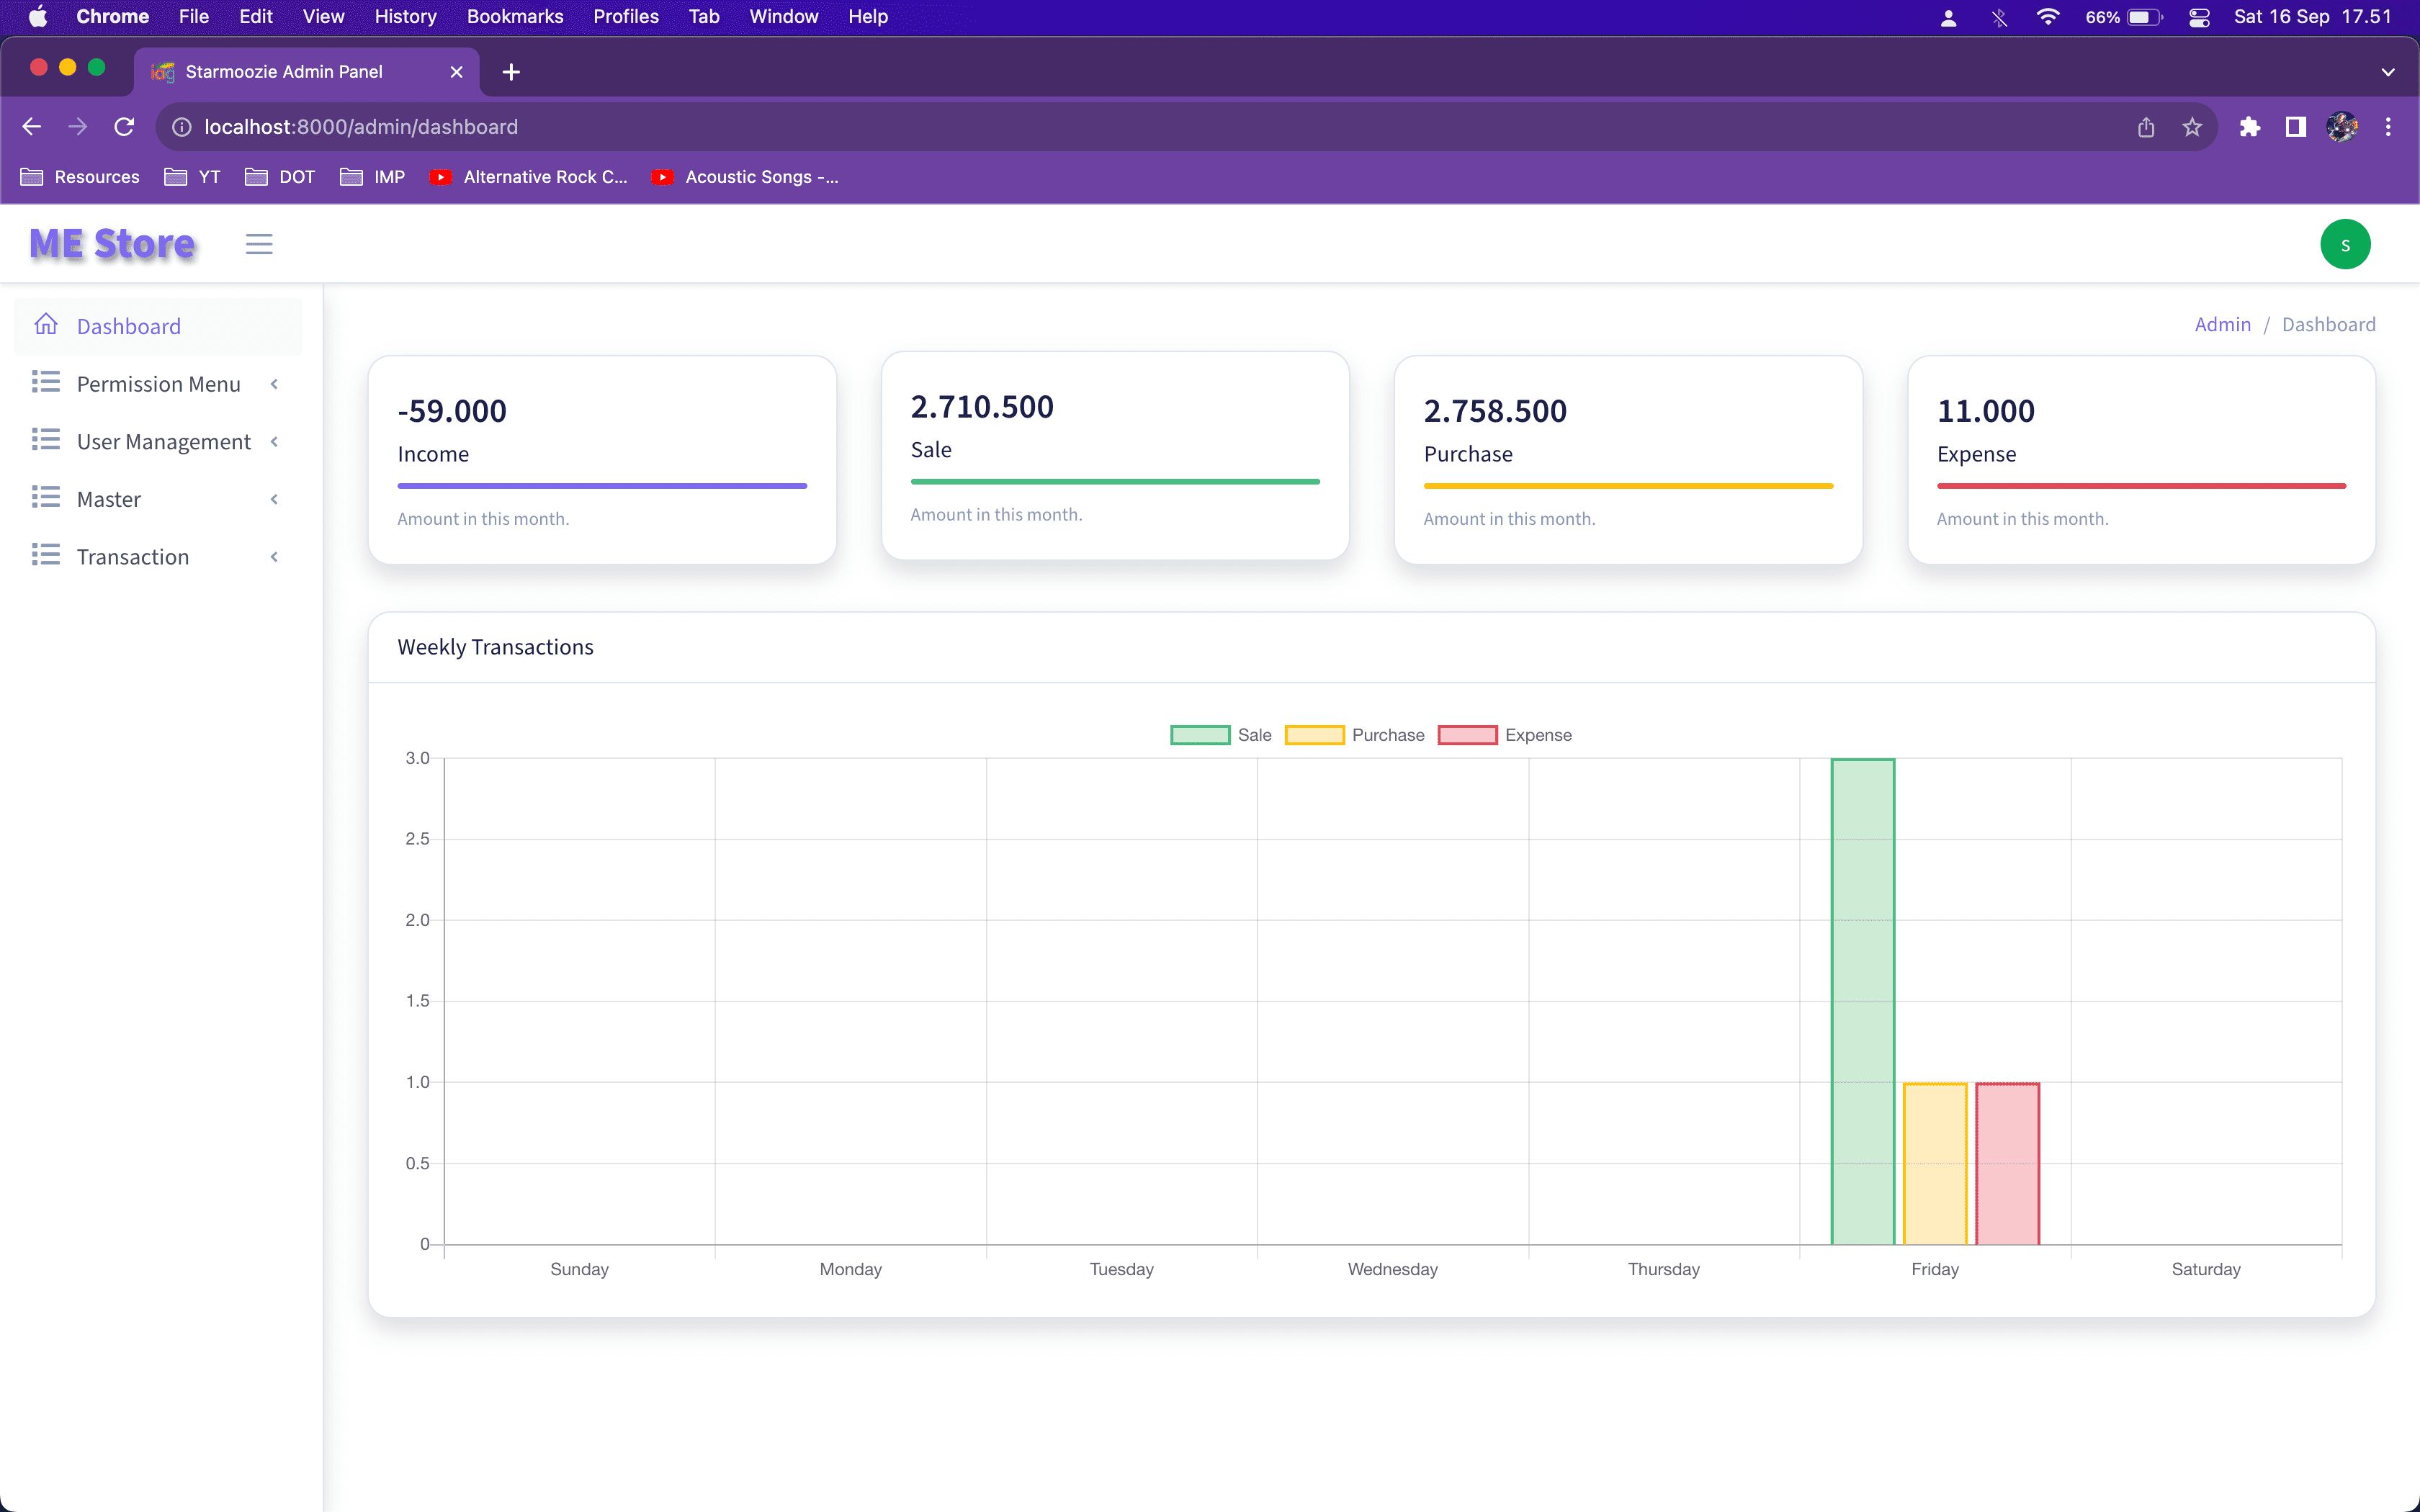 Chrome File Edit View History Bookmarks Profiles Tab Window Help 66% Sat 16 Sep 17.51
Starmoozie Admin Panel
localhost:8000/admin/dashboard
Resources YT DOT IMP Alternative Rock C... Acoustic Songs -...
ME Store
s
Dashboard
Permission Menu
User Management
Master
Transaction
Admin / Dashboard
-59.000
Income
Amount in this month.
2.710.500
Sale
Amount in this month.
2.758.500
Purchase
Amount in this month.
11.000
Expense
Amount in this month.
Weekly Transactions
Sale Purchase Expense
3.0
2.5
2.0
1.5
1.0
0.5
0
Sunday Monday Tuesday Wednesday Thursday Friday Saturday